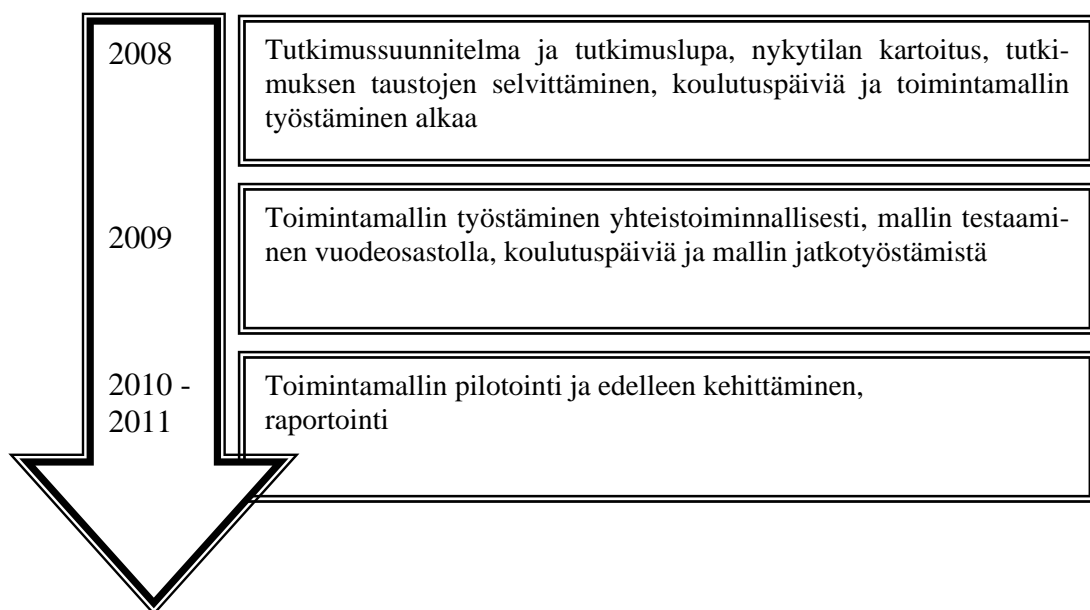 2008
Tutkimussuunnitelma ja tutkimuslupa, nykytilan kartoitus, tutki-
muksen taustojen selvittäminen, koulutuspäiviä ja toimintamallin
työstäminen alkaa
2009
Toimintamallin työstäminen yhteistoiminnallisesti, mallin testaami-
nen vuodeosastolla, koulutuspäiviä ja mallin jatkotyöstämistä
2010 -
2011
Toimintamallin pilotointi ja edelleen kehittäminen,
raportointi